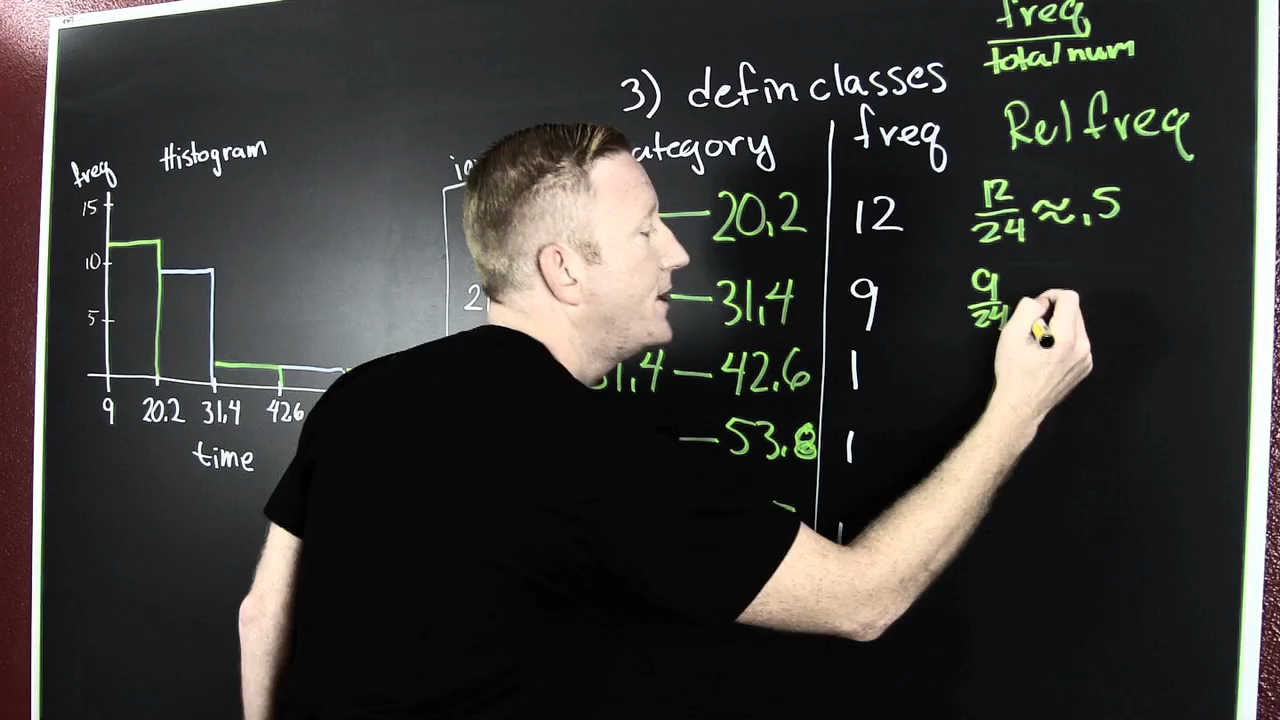 freq
total num
3) defin classes
Rel freq
ategory
freq
freq
Histogram
15
10
5
9 20.2 31.4 426
time
— 20.2 12 12/24 ≈ .5
— 31.4 9 9/24
31.4 — 42.6 1
— 53.8 1